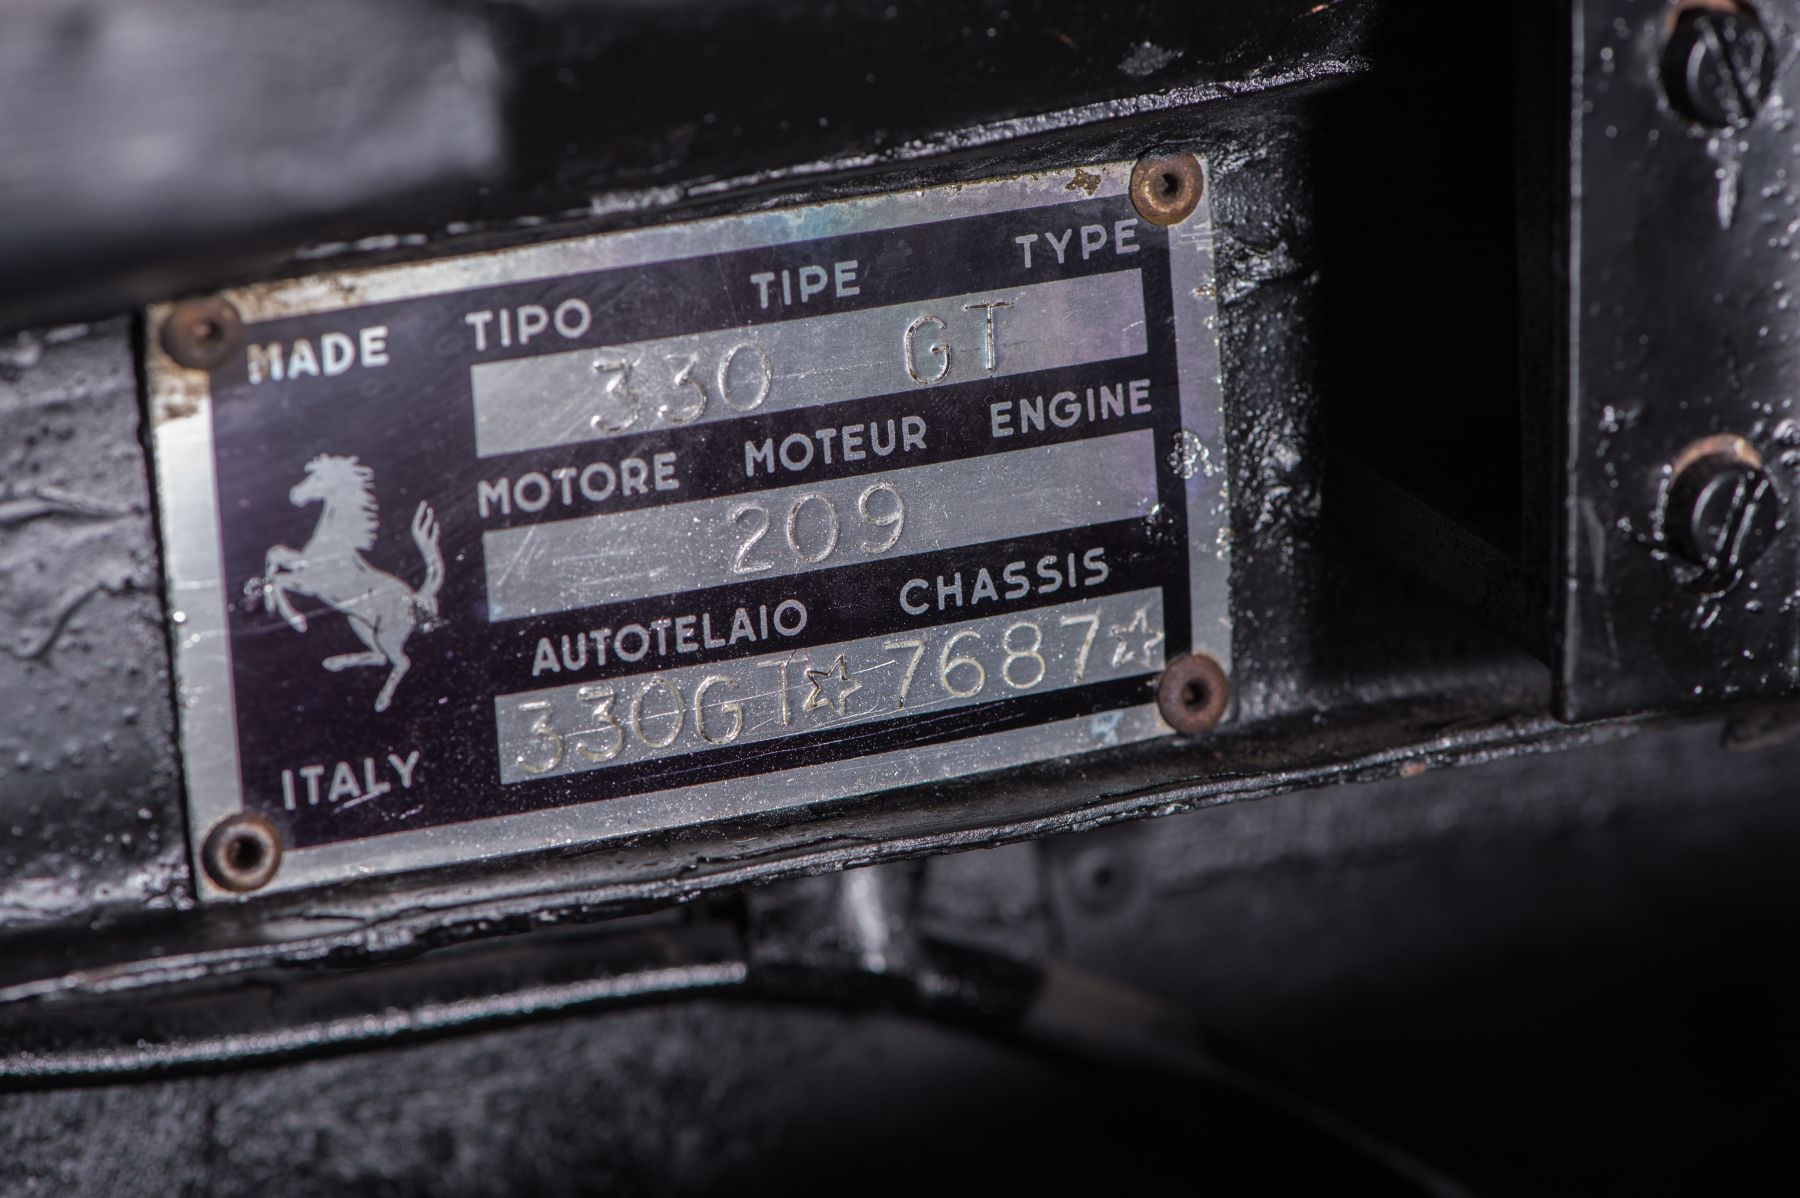 MADE TIPO TIPE TYPE
330 GT
MOTORE MOTEUR ENGINE
209
AUTOTELAIO CHASSIS
330GT☆7687☆
ITALY